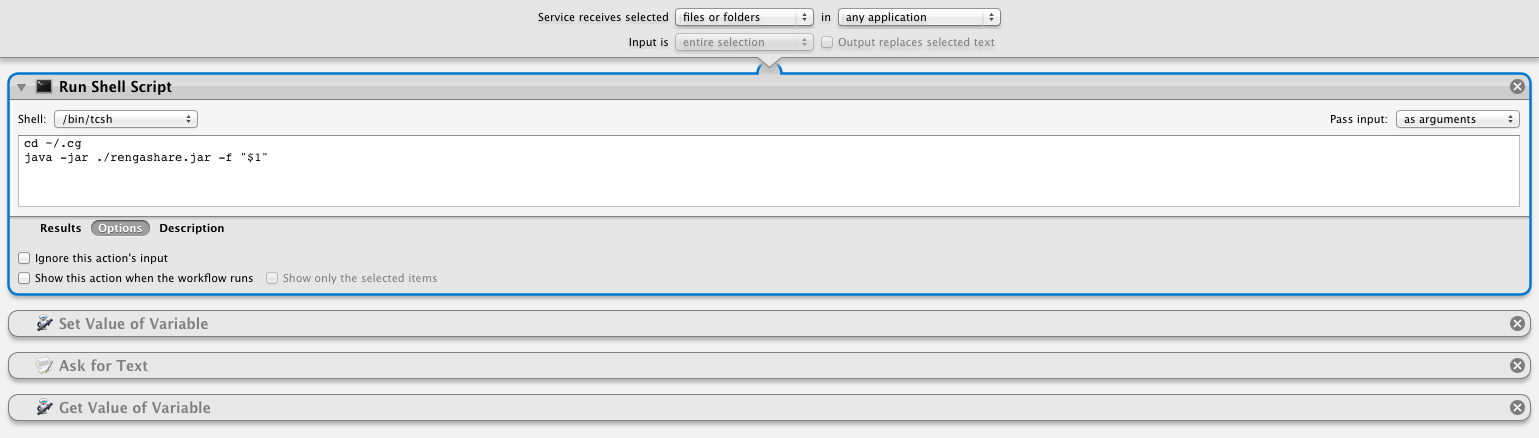 Service receives selected files or folders in any application
Input is entire selection Output replaces selected text
Run Shell Script
Shell: /bin/tcsh Pass input: as arguments
cd ~/.cg
java -jar ./rengashare.jar -f "$1"
Results Options Description
Ignore this action's input
Show this action when the workflow runs Show only the selected items
Set Value of Variable
Ask for Text
Get Value of Variable